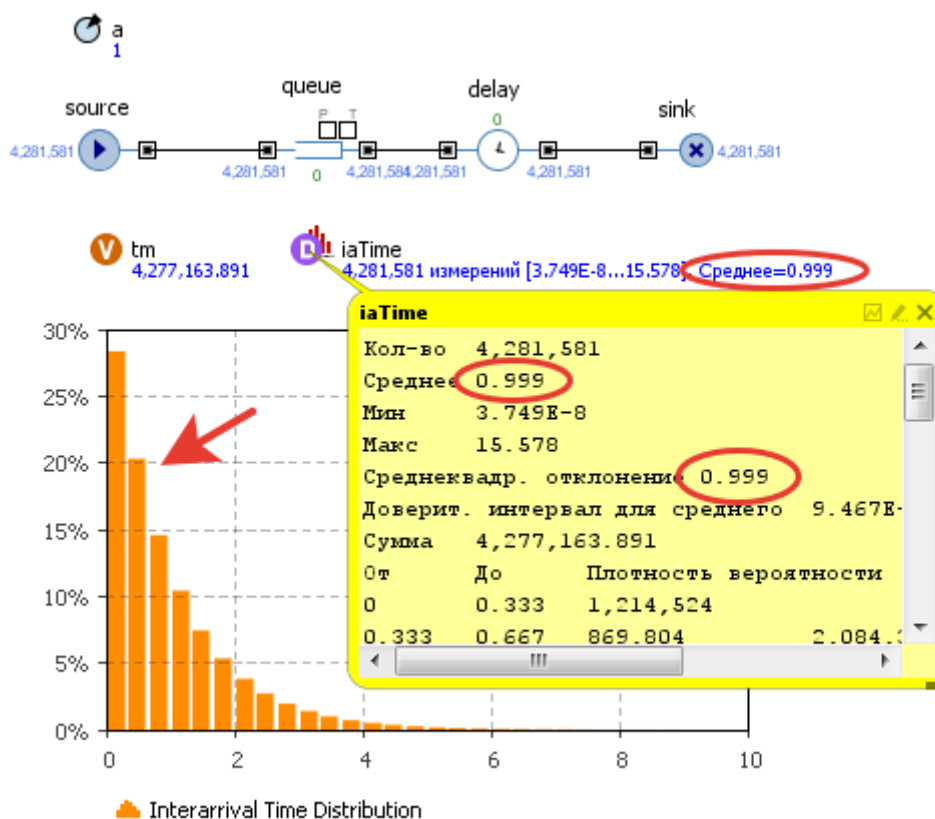 a
1
queue
delay
source
sink
P T
0
4,281,581
4,281,581
4,281,581
0
4,281,581
4,281,581
4,281,581
V tm
D iaTime
4,277,163.891
4,281,581 измерений [3.749E-8...15.578]. Среднее=0.999
iaTime
Кол-во 4,281,581
Среднее 0.999
Мин 3.749E-8
Макс 15.578
Среднеквадр. отклонение 0.999
Доверит. интервал для среднего 9.467E-
Сумма 4,277,163.891
От До Плотность вероятности
0 0.333 1,214,524
0.333 0.667 869.804 2.084.
30%
25%
20%
15%
10%
5%
0%
0 2 4 6 8 10
Interarrival Time Distribution